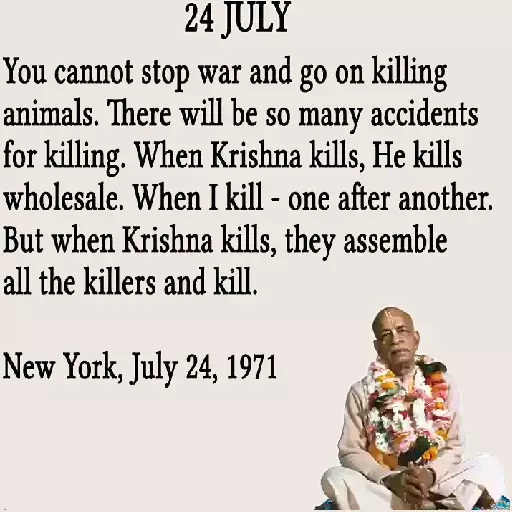 24 JULY
You cannot stop war and go on killing
animals. There will be so many accidents
for killing. When Krishna kills, He kills
wholesale. When I kill - one after another.
But when Krishna kills, they assemble
all the killers and kill.
New York, July 24, 1971